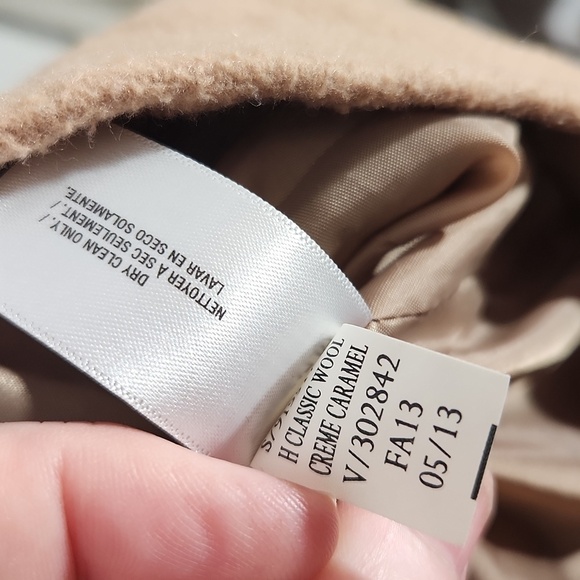 DRY CLEAN ONLY. /
NETTOYER À SEC SEULEMENT. /
LAVAR EN SECO SOLAMENTE.
H CLASSIC WOOL
CREME CARAMEL
V/302842
FA13
05/13